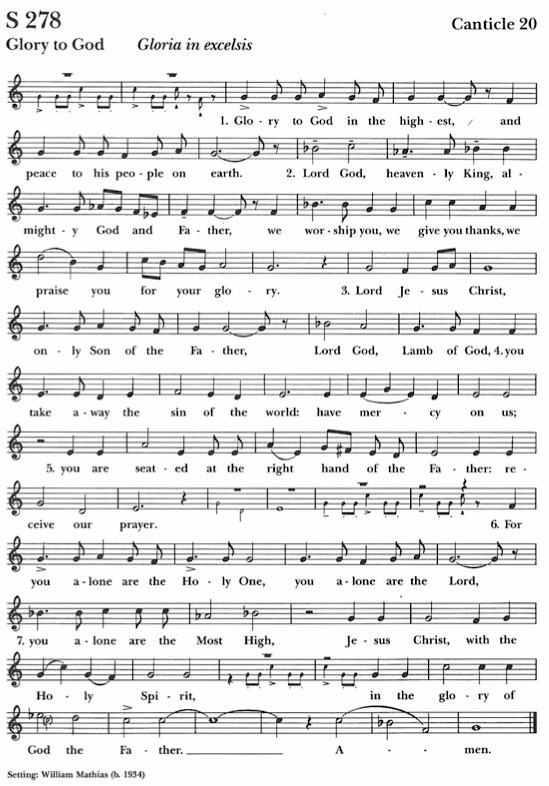 S 278
Canticle 20
Glory to God Gloria in excelsis
1. Glo - ry to God in the high - est, and
peace to his peo - ple on earth. 2. Lord God, heaven - ly King, al -
might - y God and Fa - ther, we wor - ship you, we give you thanks, we
praise you for your glo - ry. 3. Lord Je - sus Christ,
on - ly Son of the Fa - ther, Lord God, Lamb of God, 4. you
take a - way the sin of the world: have mer - cy on us;
5. you are seat - ed at the right hand of the Fa - ther: re -
ceive our prayer. 6. For
you a - lone are the Ho - ly One, you a - lone are the Lord,
7. you a - lone are the Most High, Je - sus Christ, with the
Ho - ly Spi - rit, in the glo - ry of
God the Fa - ther. A - men.
Setting: William Mathias (b. 1934)